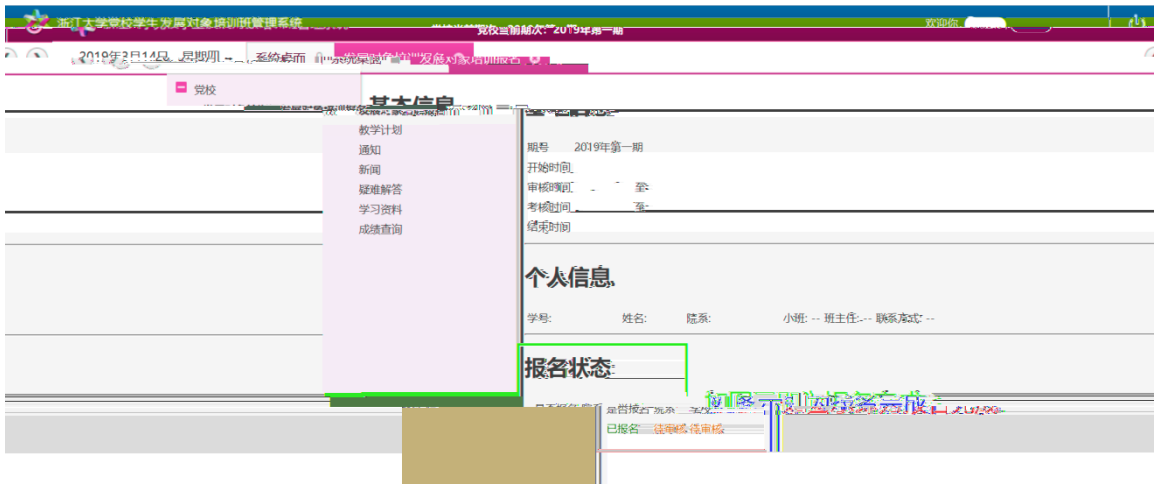 浙江大学党校学生发展对象培训班管理系统
党校当前期次：2019年第一期
欢迎你,
2019年3月14日 星期四
系统桌面
发展对象培训报名
党校
基本信息
教学计划
通知
新闻
疑难解答
学习资料
成绩查询
期号 2019年第一期
开始时间
审核时间 至
考核时间 至
结束时间
个人信息
学号: 姓名: 院系: 小班: -- 班主任: -- 联系方式: --
报名状态
已报名 待审核 待审核